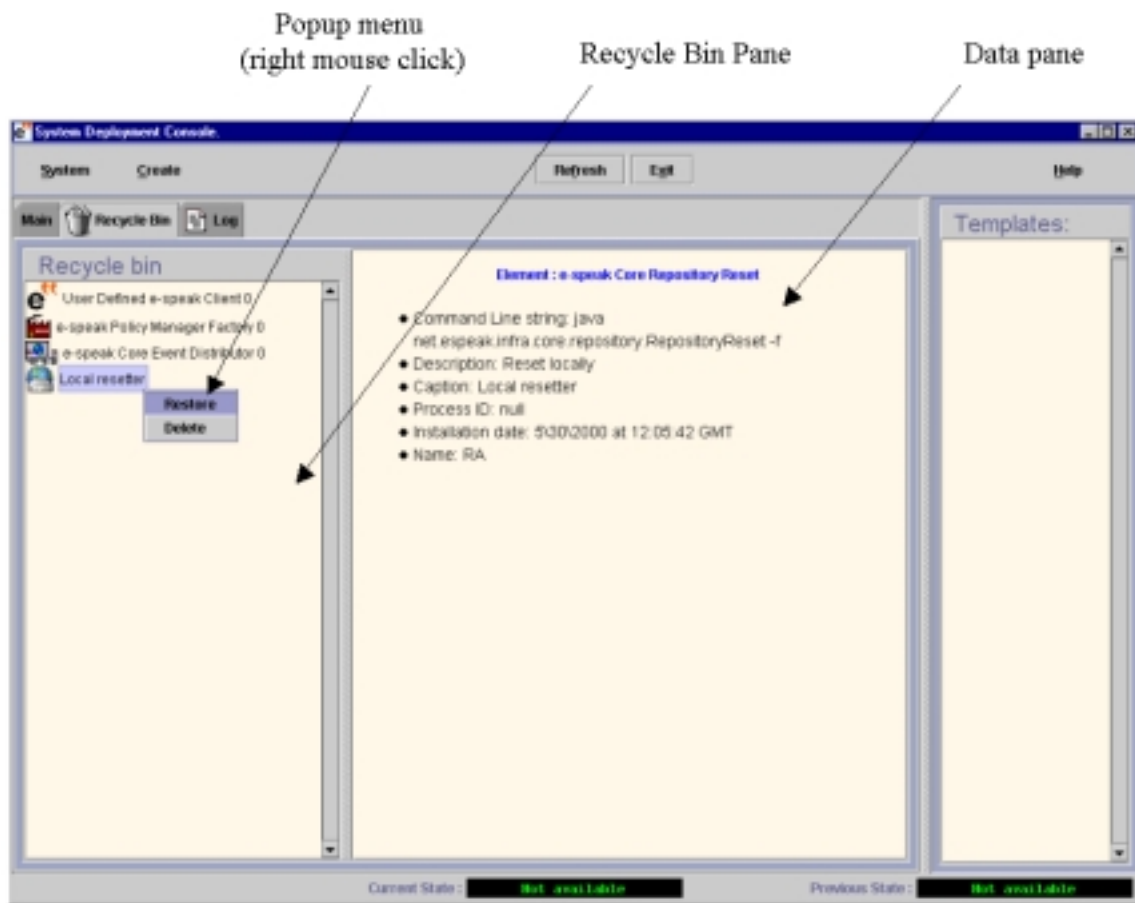 Popup menu
(right mouse click)
Recycle Bin Pane
Data pane
System Deployment Console.
System Create Refresh Exit Help
Main Recycle Bin Log
Templates:
Recycle bin
User Defined e-speak Client 0
e-speak Policy Manager Factory 0
e-speak Core Event Distributor 0
Local resetter
Restore
Delete
Element : e-speak Core Repository Reset
Command Line string: java
net.espeak.infra.core.repository.RepositoryReset -f
Description: Reset locally
Caption: Local resetter
Process ID: null
Installation date: 5\30\2000 at 12:05:42 GMT
Name: RA
Current State : Not available Previous State : Not available